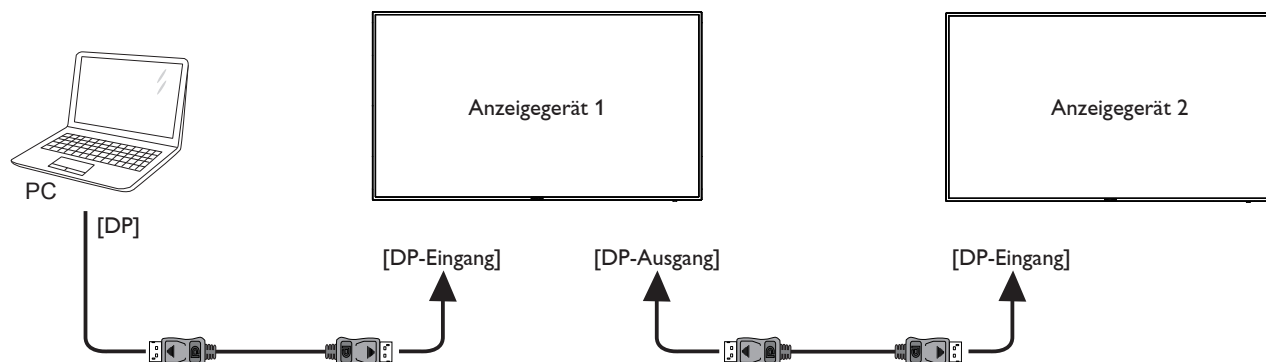 Anzeigegerät 1
Anzeigegerät 2
PC
[DP]
[DP-Eingang]
[DP-Ausgang]
[DP-Eingang]